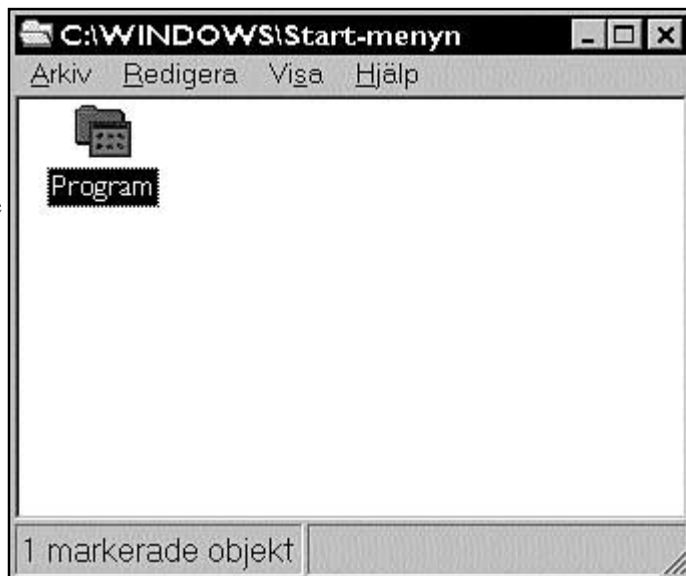 C:\WINDOWS\Start-menyn
Arkiv Redigera Visa Hjälp
Program
1 markerade objekt